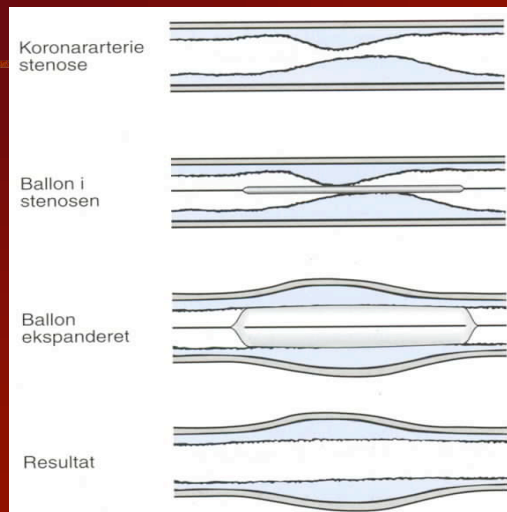 Koronararterie
stenose
Ballon i
stenosen
Ballon
ekspanderet
Resultat